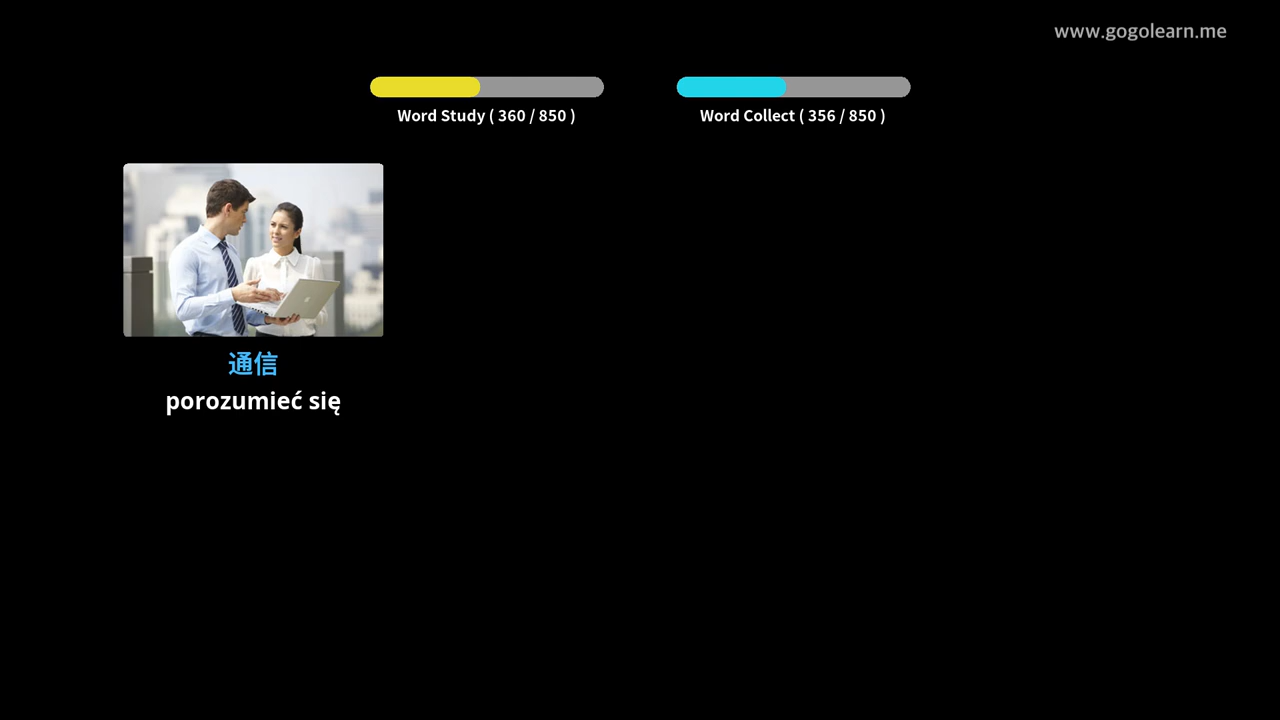 www.gogolearn.me
Word Study ( 360 / 850 )
Word Collect ( 356 / 850 )
通信
porozumieć się